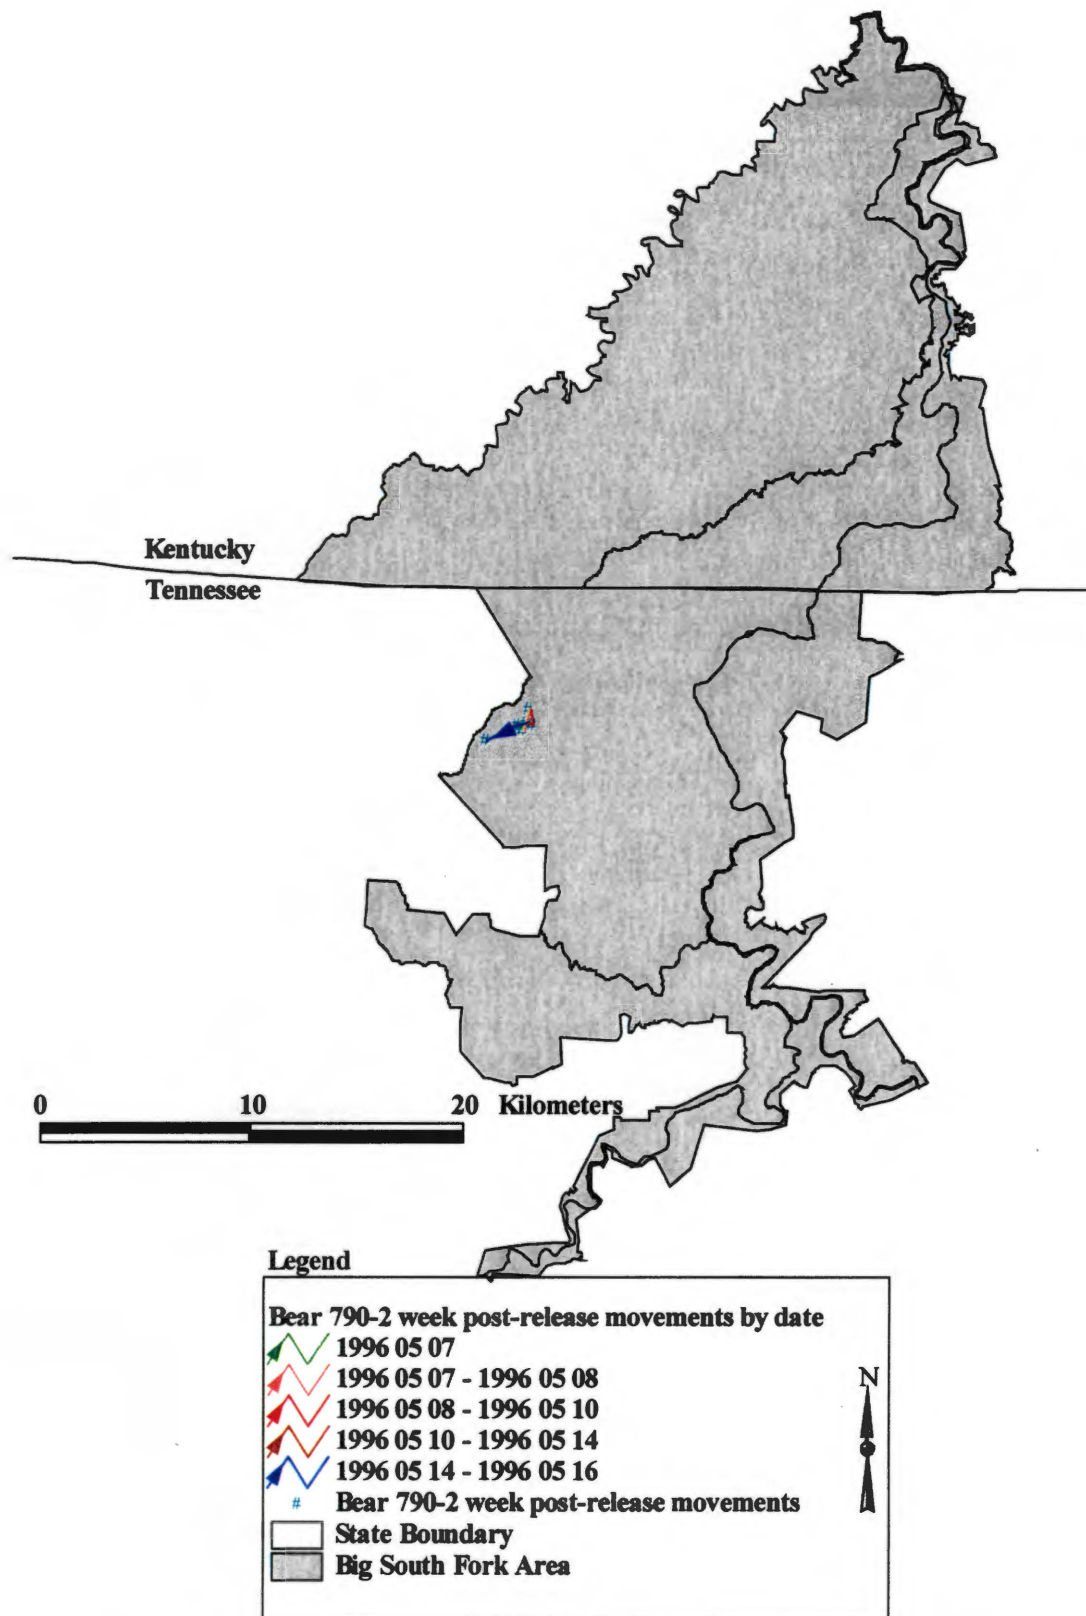 Kentucky
Tennessee
0 10 20 Kilometers
Legend
Bear 790-2 week post-release movements by date
1996 05 07
1996 05 07 - 1996 05 08
1996 05 08 - 1996 05 10
1996 05 10 - 1996 05 14
1996 05 14 - 1996 05 16
# Bear 790-2 week post-release movements
State Boundary
Big South Fork Area
N